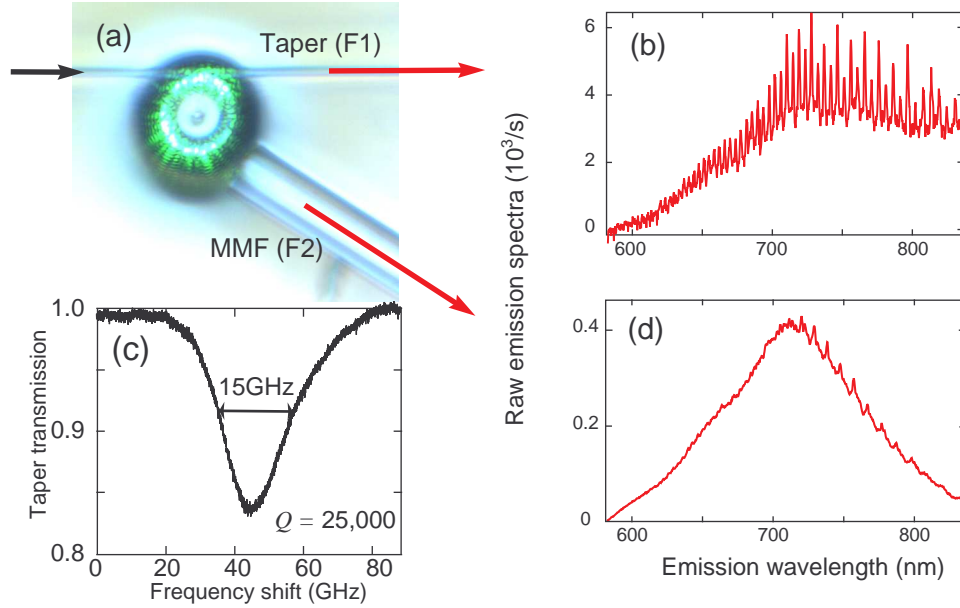 (a)
Taper (F1)
MMF (F2)
(b)
Raw emission spectra (10³/s)
6
4
2
0
600
700
800
(c)
15GHz
Q = 25,000
Taper transmission
1.0
0.9
0.8
0
20
40
60
80
Frequency shift (GHz)
(d)
0.4
0.2
0
600
700
800
Emission wavelength (nm)